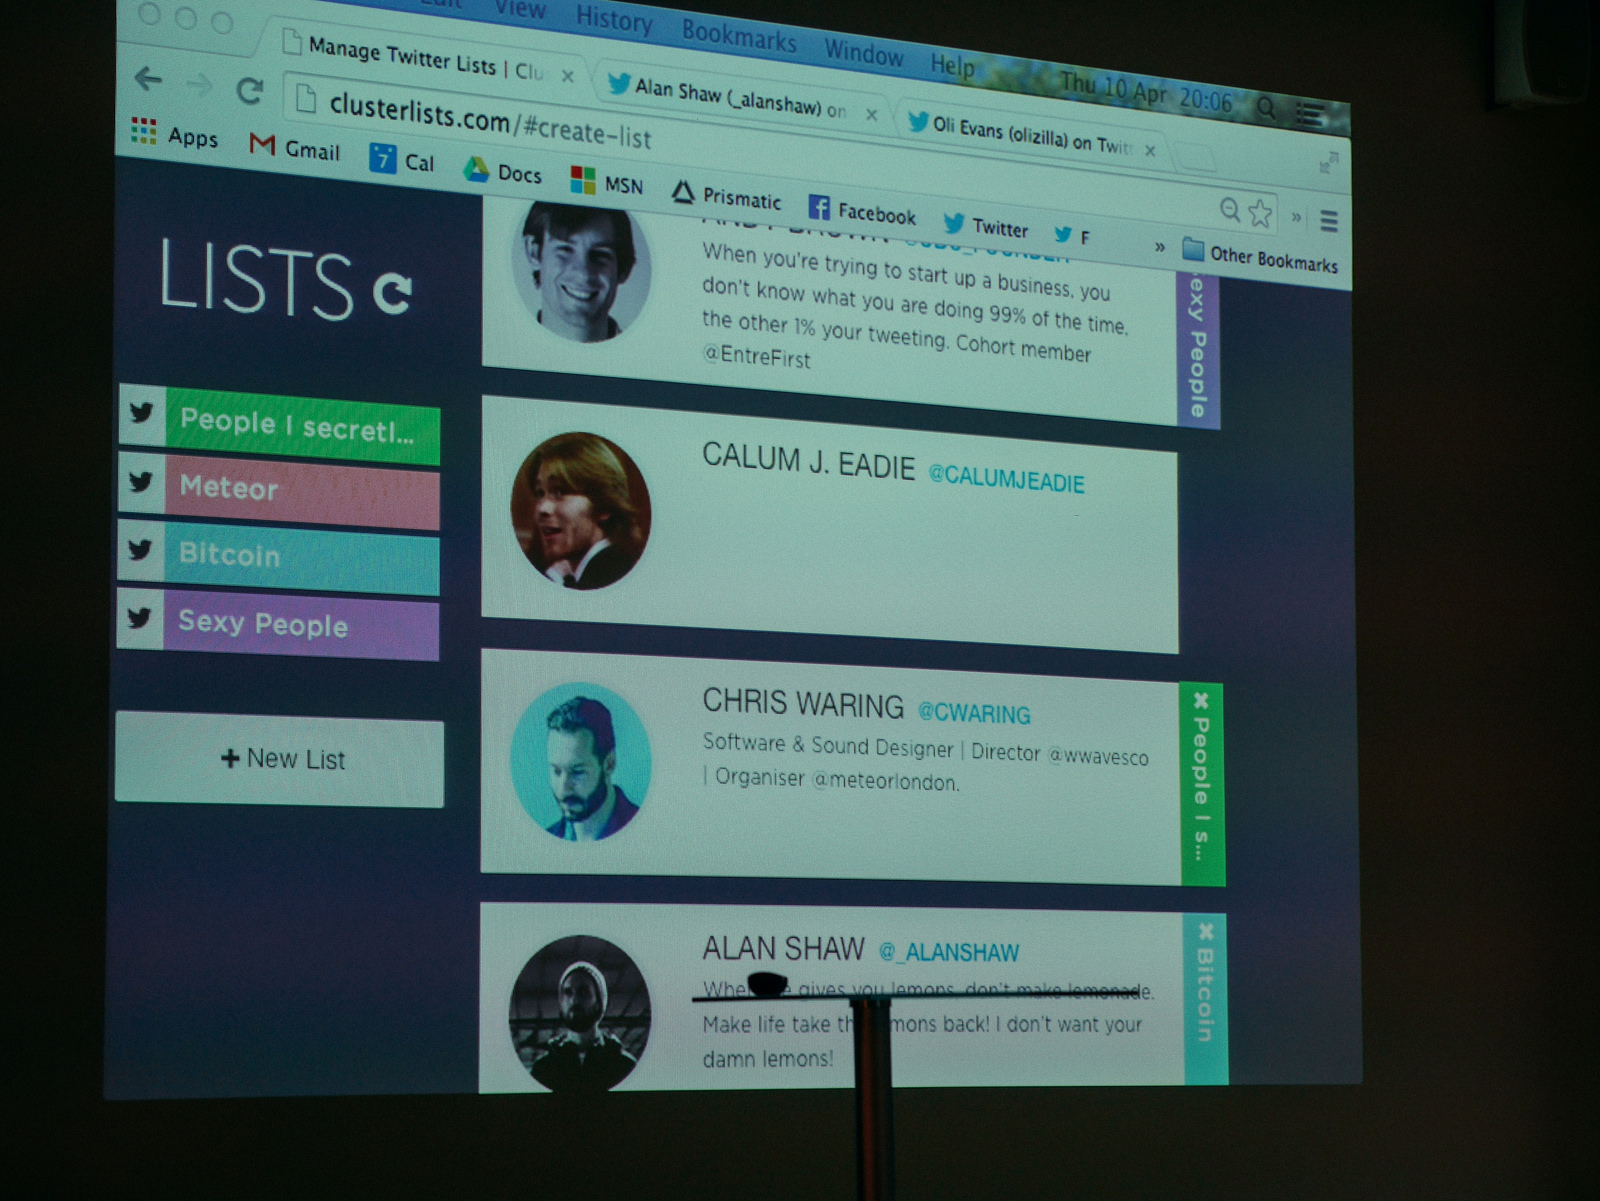 View History Bookmarks Window Help Thu 10 Apr 20:06
Manage Twitter Lists | Clu
Alan Shaw (_alanshaw) on
Oli Evans (olizilla) on Twitt
clusterlists.com/#create-list
Apps Gmail 7 Cal Docs MSN Prismatic Facebook Twitter F » Other Bookmarks
LISTS
People I secretl...
Meteor
Bitcoin
Sexy People
+ New List
When you're trying to start up a business, you
don't know what you are doing 99% of the time.
the other 1% your tweeting. Cohort member
@EntreFirst
exy People
CALUM J. EADIE @CALUMJEADIE
CHRIS WARING @CWARING
Software & Sound Designer | Director @wwavesco
| Organiser @meteorlondon.
People I s...
ALAN SHAW @_ALANSHAW
gives you lemons, don't make lemonade.
Make life take th mons back! I don't want your
damn lemons!
Bitcoin